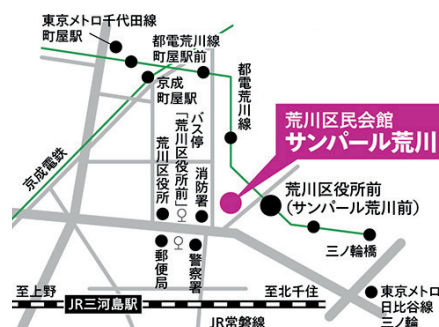 東京メトロ千代田線
町屋駅
都電荒川線
町屋駅前
京成
町屋駅
都電荒川線
京成電鉄
バス停
「荒川区役所前」
荒川区役所
消防署
荒川区民会館
サンパール荒川
荒川区役所前
(サンパール荒川前)
三ノ輪橋
郵便局
警察署
至上野
JR三河島駅
至北千住
JR常磐線
東京メトロ
日比谷線
三ノ輪